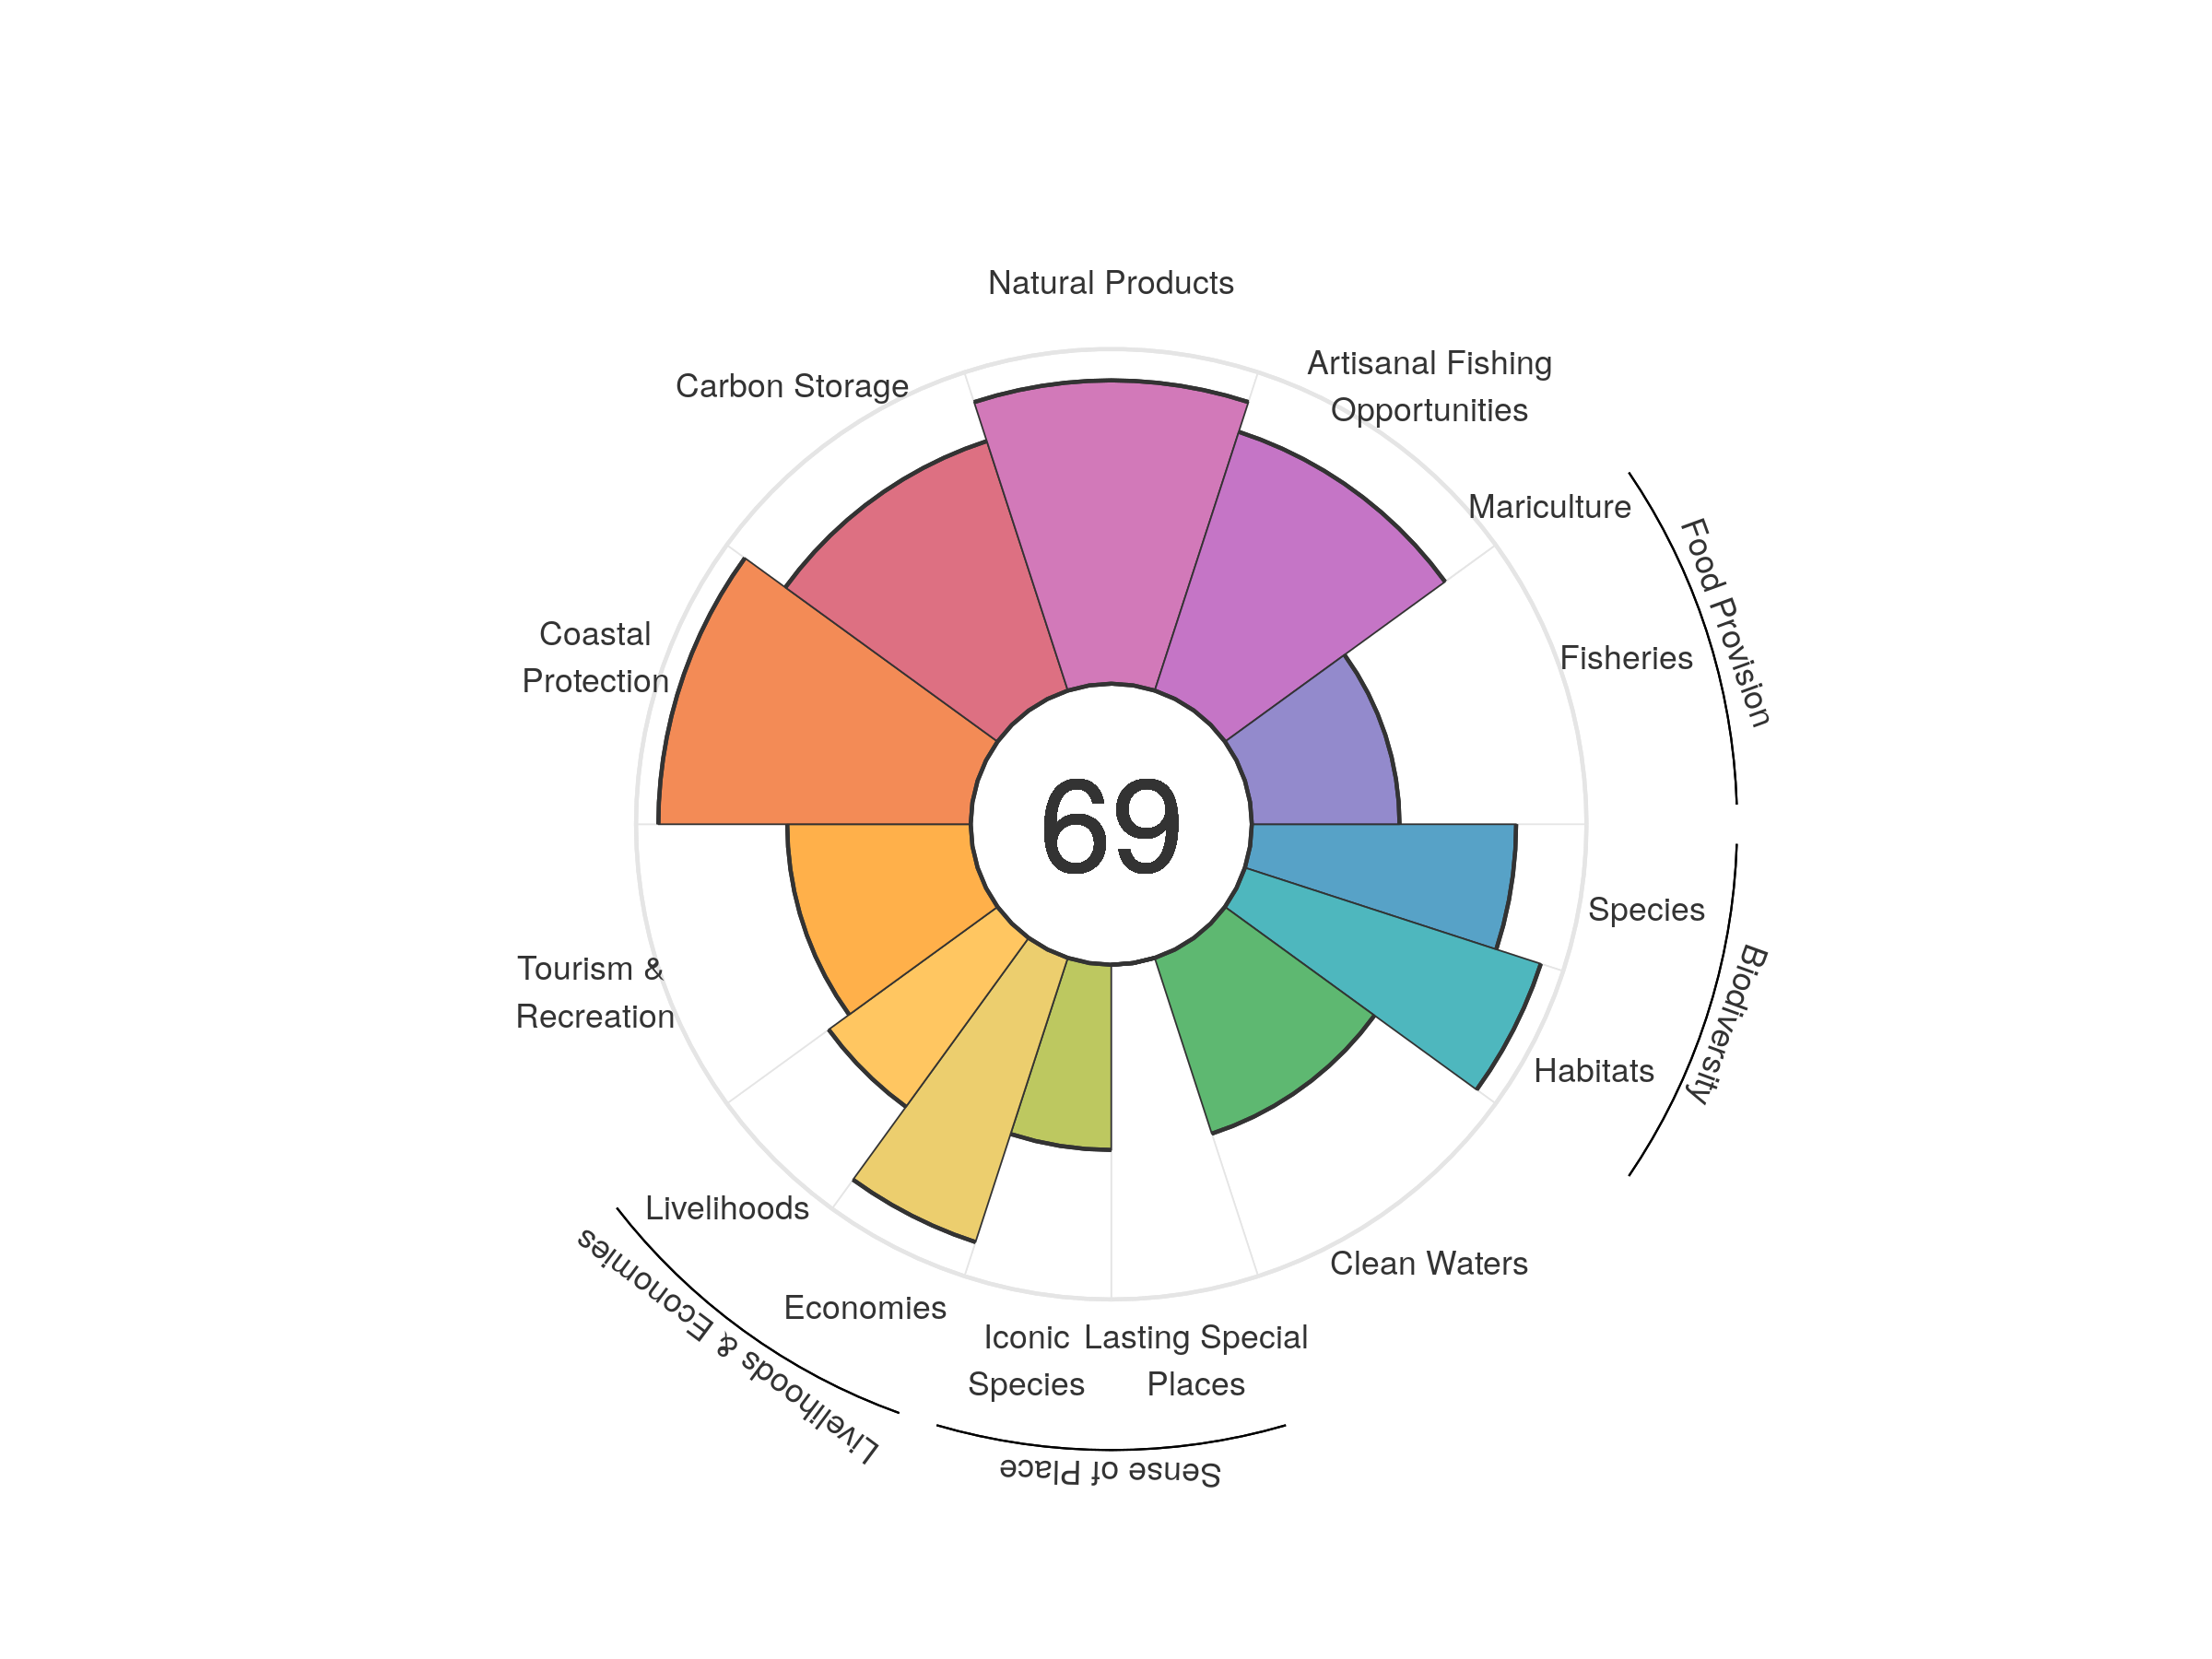 Natural Products
Artisanal Fishing
Opportunities
Carbon Storage
Mariculture
Food Provision
Fisheries
Coastal
Protection
69
Species
Biodiversity
Tourism &
Recreation
Habitats
Livelihoods
Clean Waters
Economies
Livelihoods & Economies
Iconic
Species
Lasting Special
Places
Sense of Place